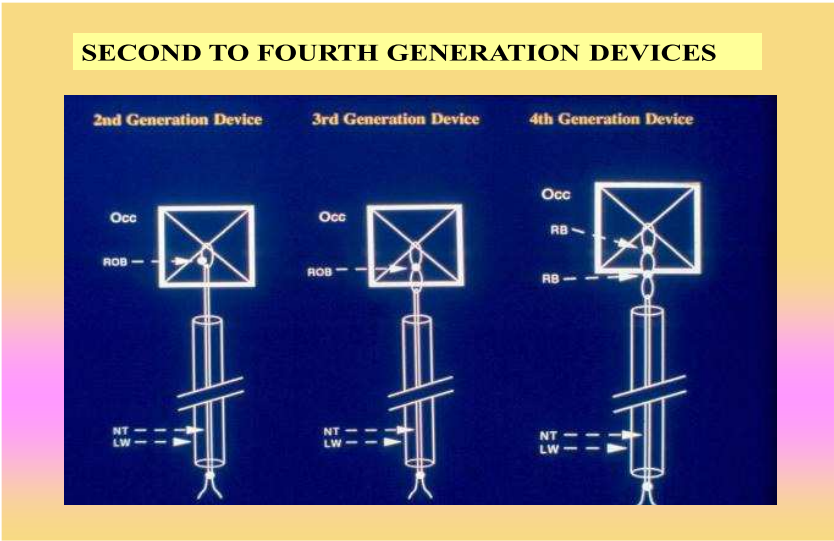 SECOND TO FOURTH GENERATION DEVICES
2nd Generation Device
3rd Generation Device
4th Generation Device
Occ
ROB
NT
LW
Occ
ROB
NT
LW
Occ
RB
RB
NT
LW